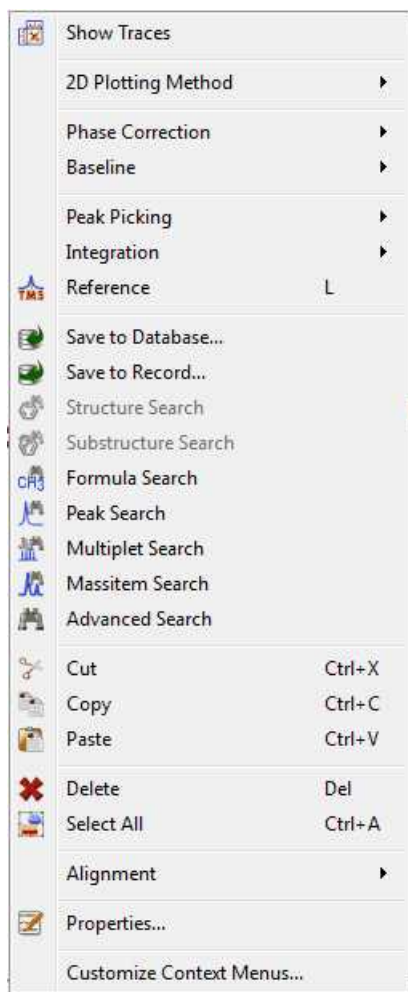 Show Traces
2D Plotting Method
Phase Correction
Baseline
Peak Picking
Integration
TMS Reference L
Save to Database...
Save to Record...
Structure Search
Substructure Search
CH3 Formula Search
Peak Search
Multiplet Search
Massitem Search
Advanced Search
Cut Ctrl+X
Copy Ctrl+C
Paste Ctrl+V
Delete Del
Select All Ctrl+A
Alignment
Properties...
Customize Context Menus...